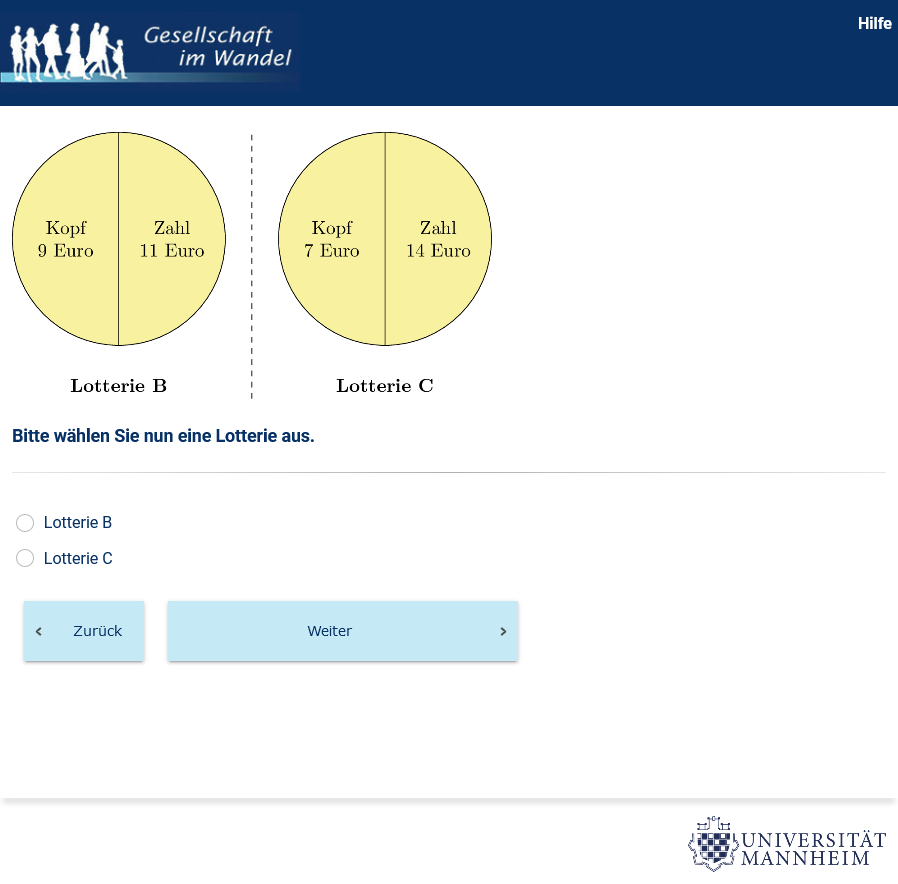 Gesellschaft
im Wandel
Hilfe
Kopf
9 Euro
Zahl
11 Euro
Kopf
7 Euro
Zahl
14 Euro
Lotterie B
Lotterie C
Bitte wählen Sie nun eine Lotterie aus.
Lotterie B
Lotterie C
Zurück
Weiter
UNIVERSITÄT
MANNHEIM